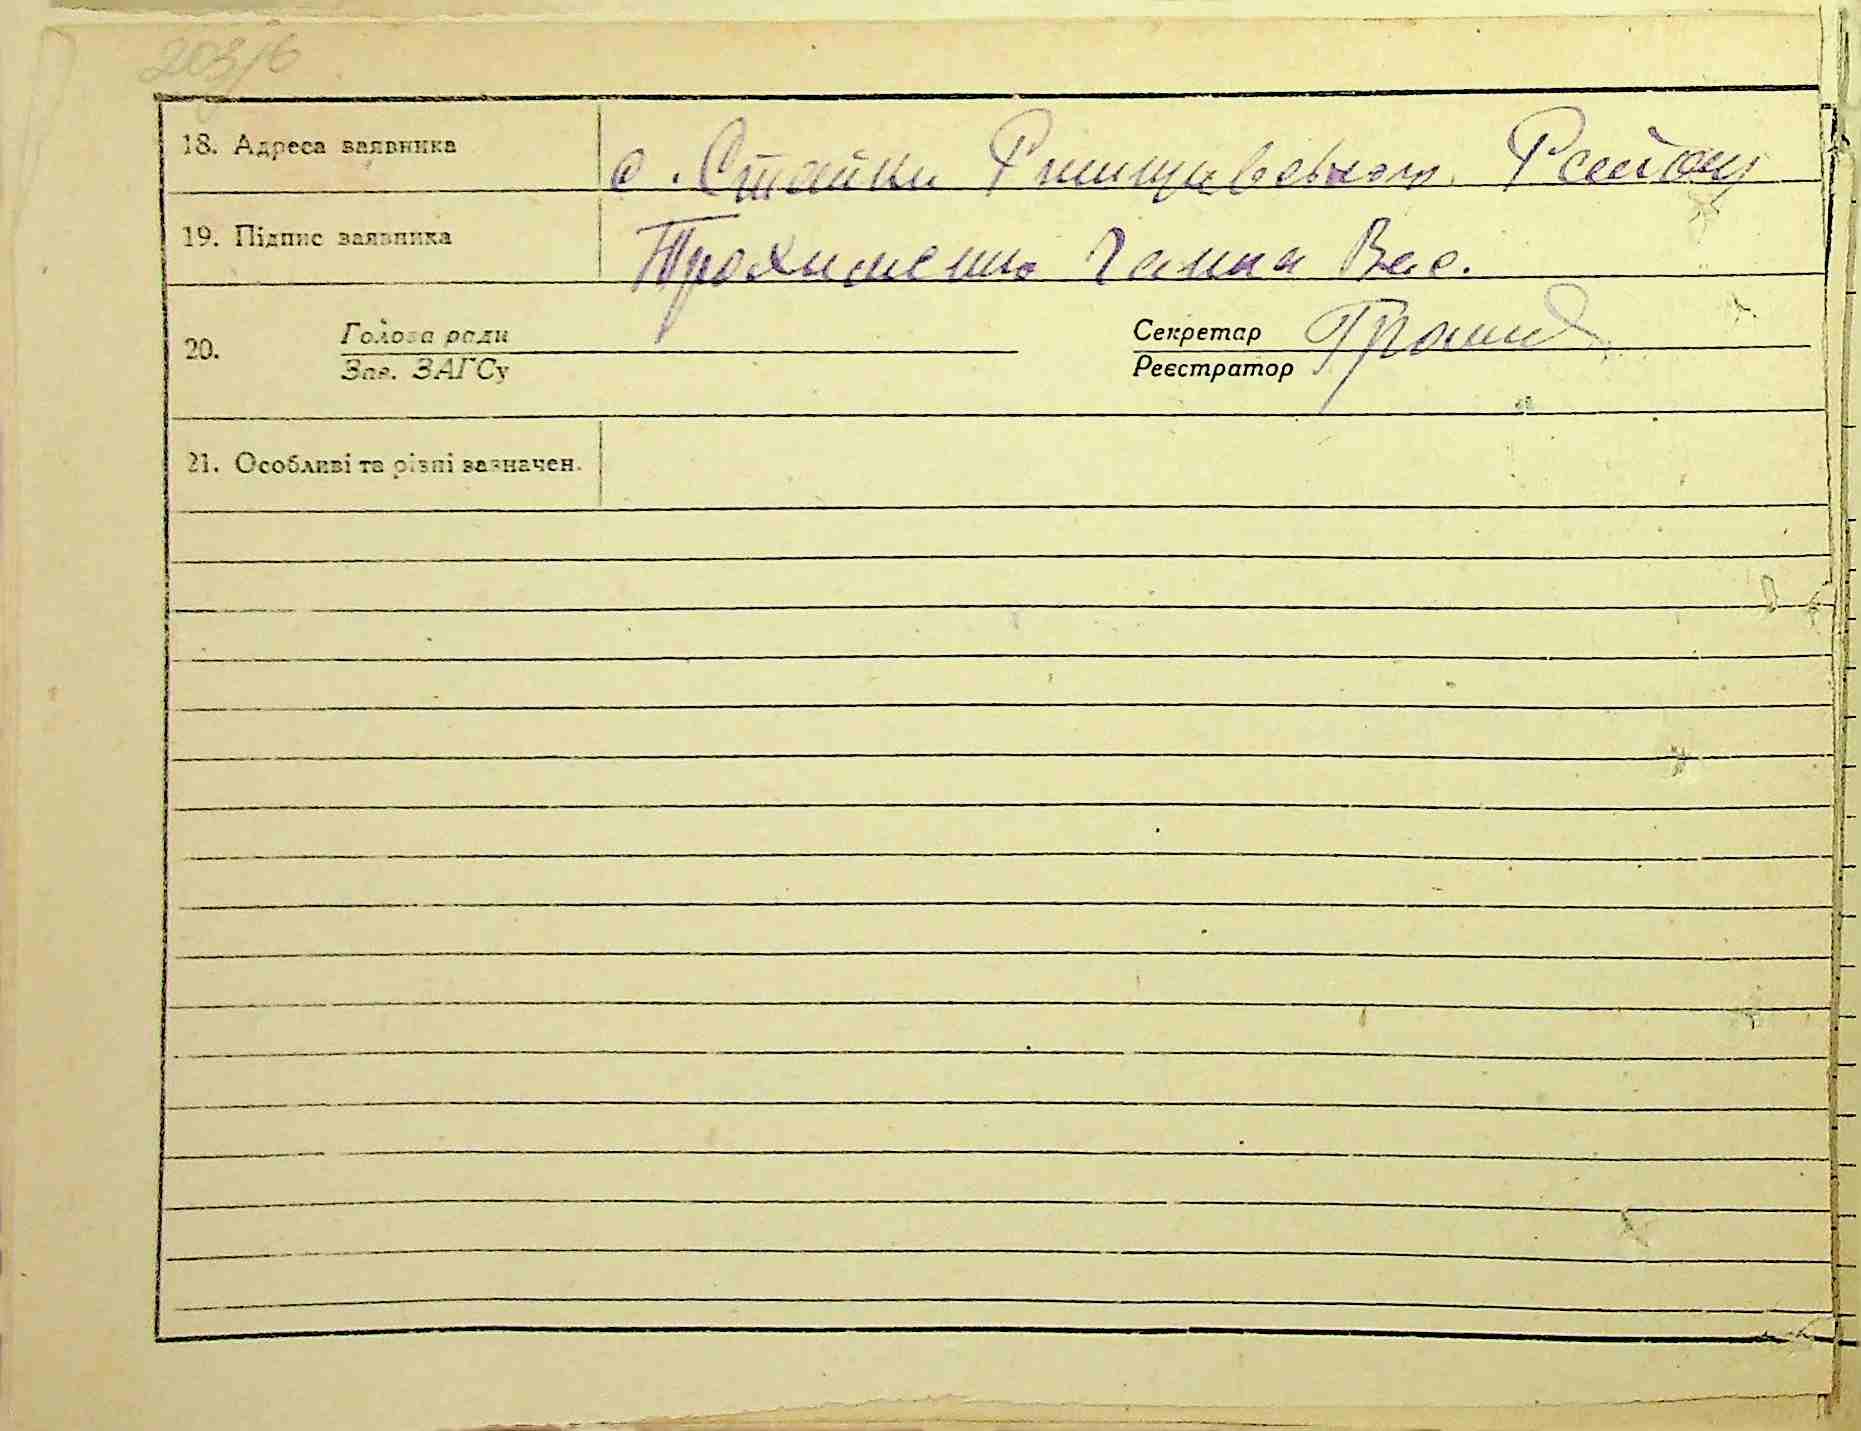 203/6
18. Адреса заявника с. Стайки Ржищевського Району
19. Підпис заявника Трохименко Ганна Вас.
20. Голова ради Секретар
Зав. ЗАГСу Реєстратор
21. Особливі та різні зазначен.